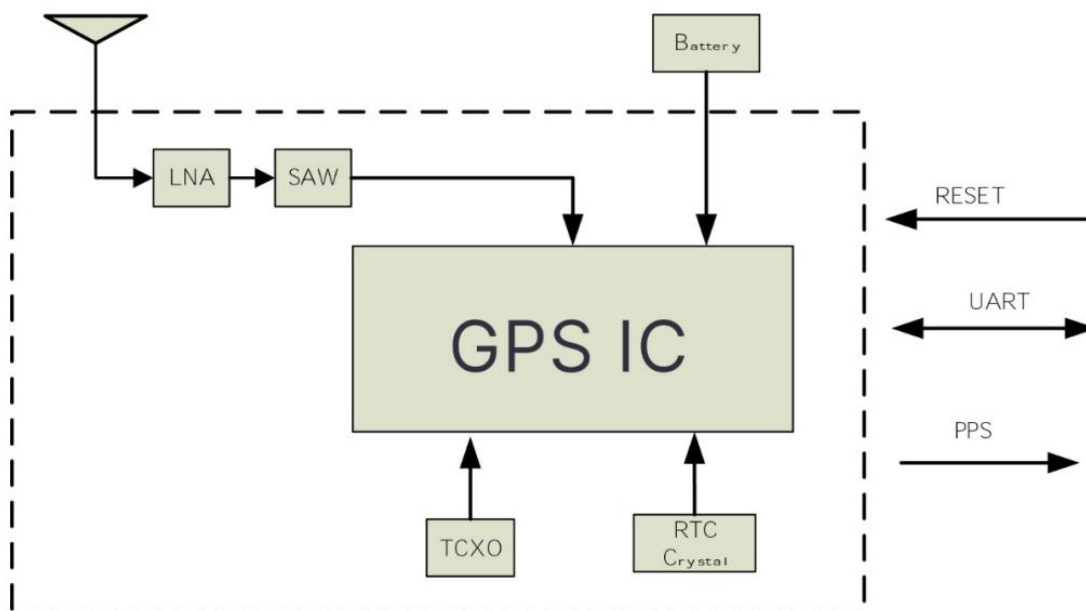 Battery
LNA
SAW
RESET
GPS IC
UART
PPS
TCXO
RTC
Crystal